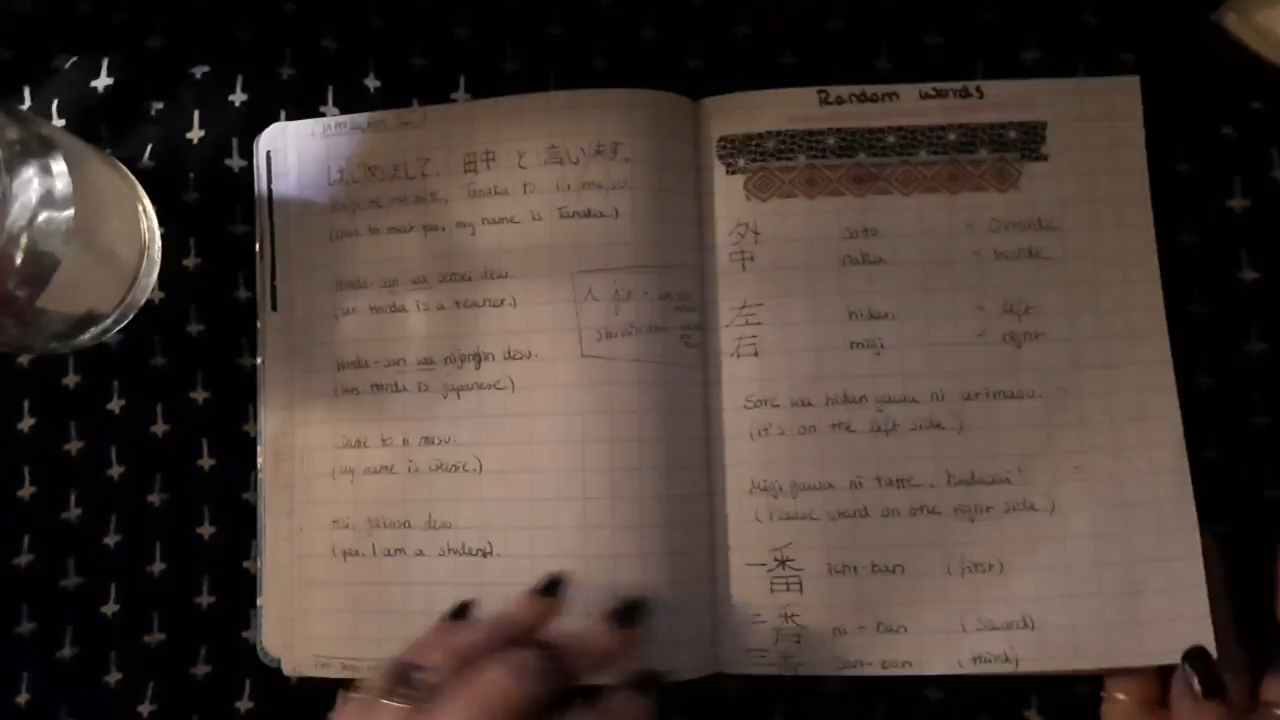 はじめまして。 田中 と 言います。
Tanaka to ii masu
(nice to meet you, my name is Tanaka.)
Honda-san wa sensei desu.
(Mr Honda is a teacher.)
Honda-san wa nijongin desu.
(Mr Honda is japanese.)
to ii masu.
(My name is
desu
(yes, I am a student).
Random words
外 soto = Outside
中 naka = Inside
左 hidari = left
右 migi = right
Sore wa hidari gawa ni arimasu.
(it's on the left side.)
Migi gawa ni tatte, kudasai!
(Please stand on the right side.)
一番 ichi-ban (first)
二番 ni-ban (second)
三番 san-ban (third)